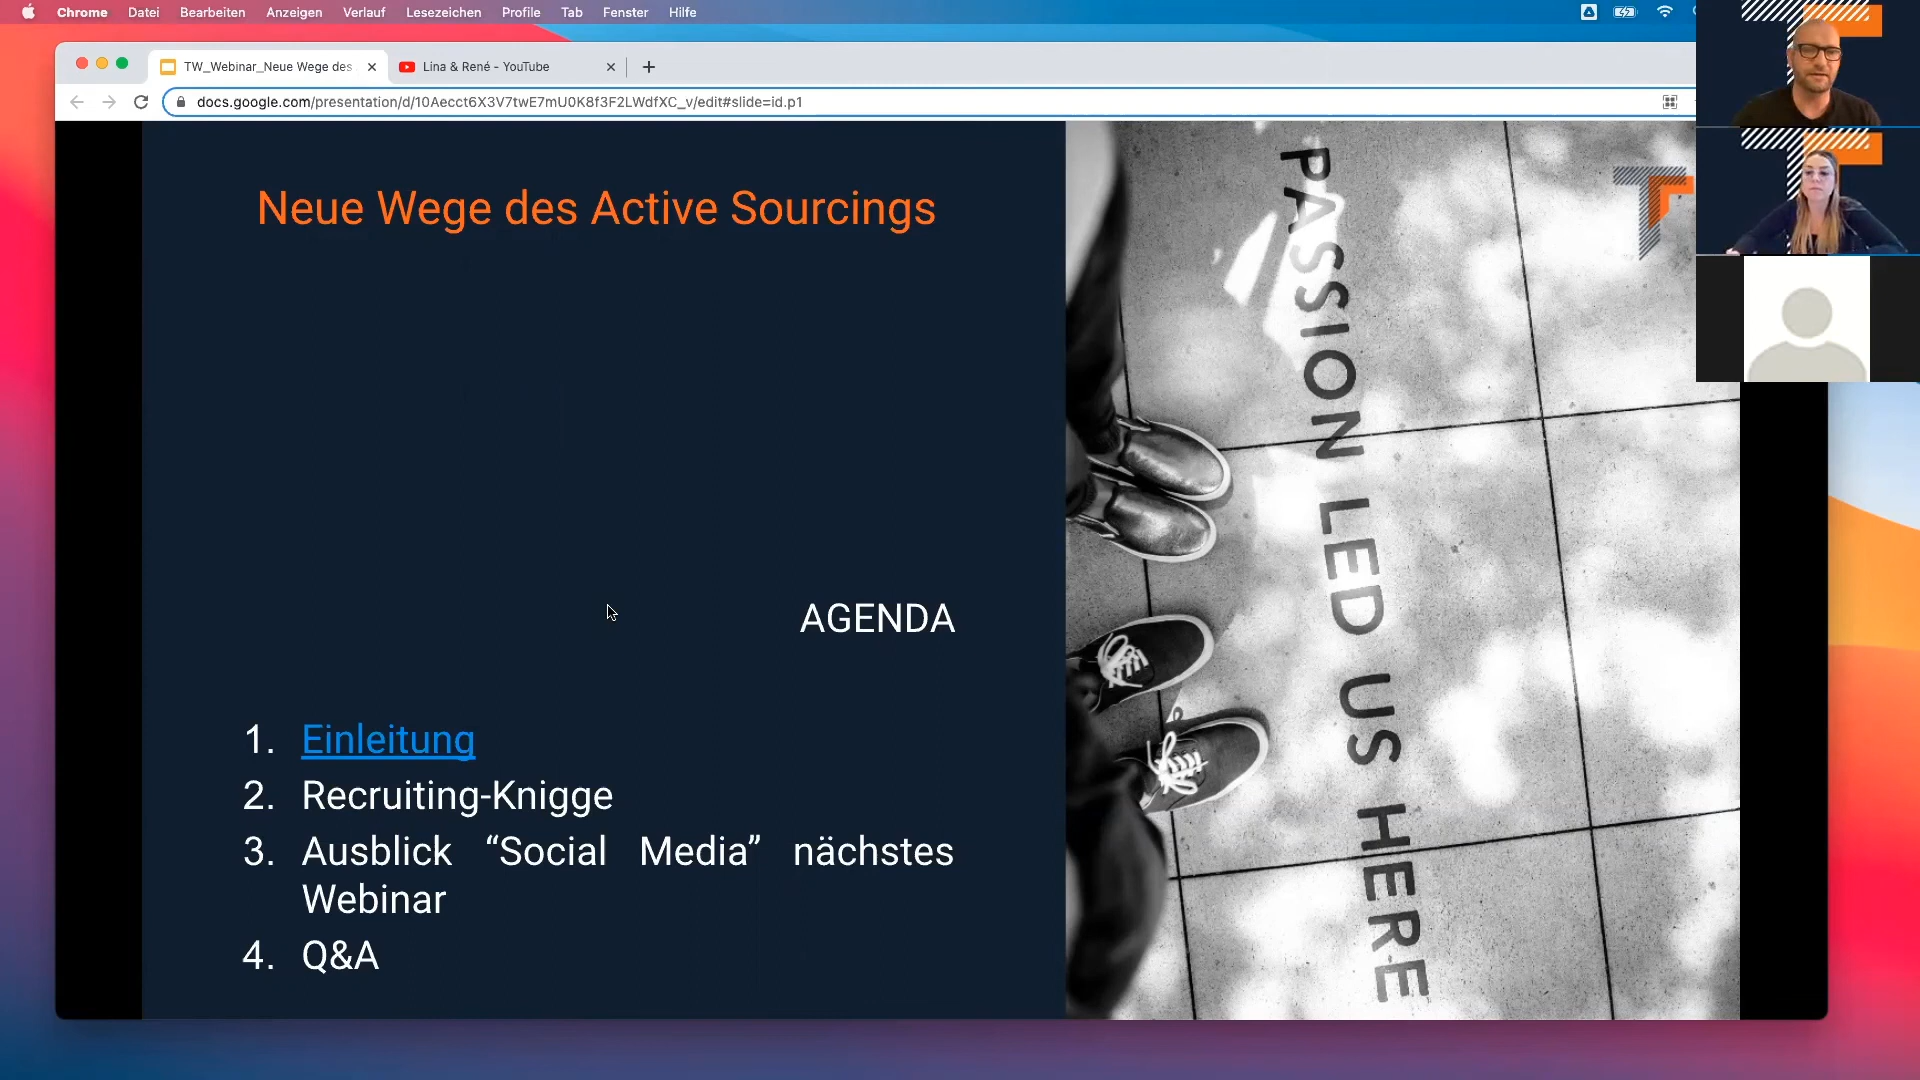 Chrome Datei Bearbeiten Anzeigen Verlauf Lesezeichen Profile Tab Fenster Hilfe
TW_Webinar_Neue Wege des
Lina & René - YouTube
docs.google.com/presentation/d/10Aecct6X3V7twE7mU0K8f3F2LWdfXC_v/edit#slide=id.p1
Neue Wege des Active Sourcings
AGENDA
1. Einleitung
2. Recruiting-Knigge
3. Ausblick “Social Media” nächstes
Webinar
4. Q&A
PASSION LED US HERE